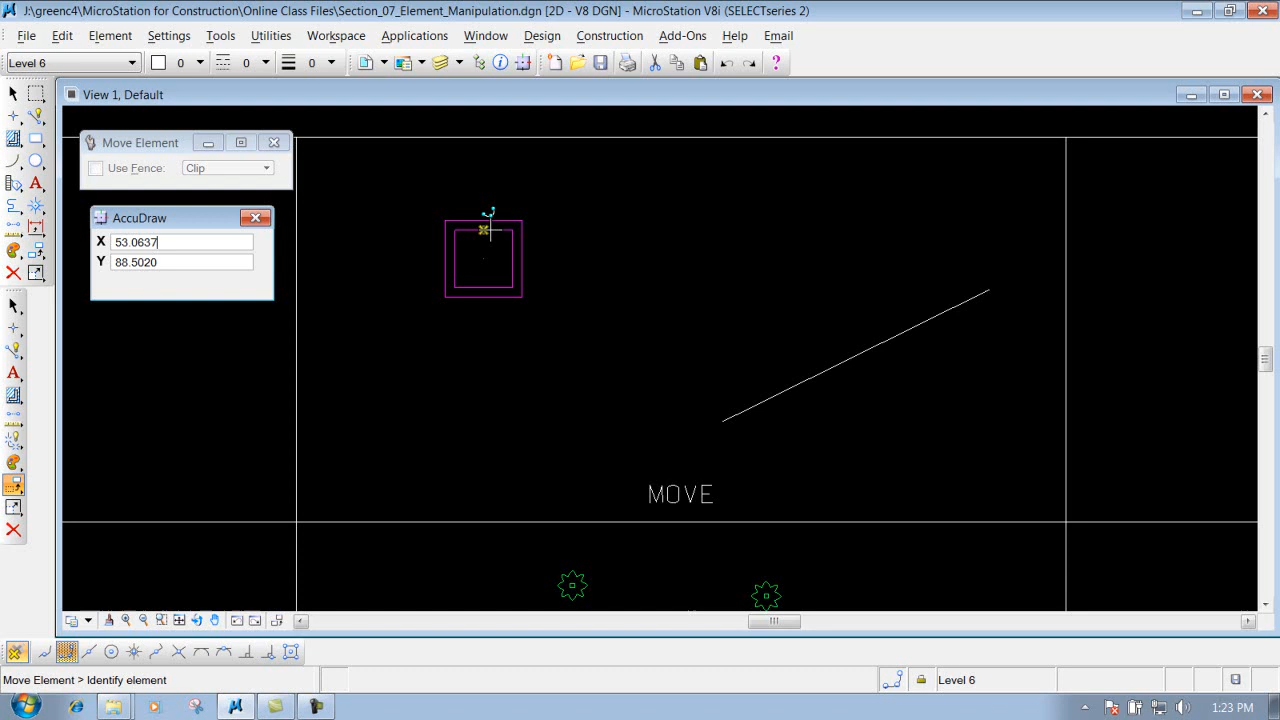 J:\greenc4\MicroStation for Construction\Online Class Files\Section_07_Element_Manipulation.dgn [2D - V8 DGN] - MicroStation V8i (SELECTseries 2)
File Edit Element Settings Tools Utilities Workspace Applications Window Design Construction Add-Ons Help Email
Level 6 0 0 0
View 1, Default
Move Element
Use Fence: Clip
AccuDraw
X 53.0637
Y 88.5020
MOVE
Move Element > Identify element Level 6
1:23 PM